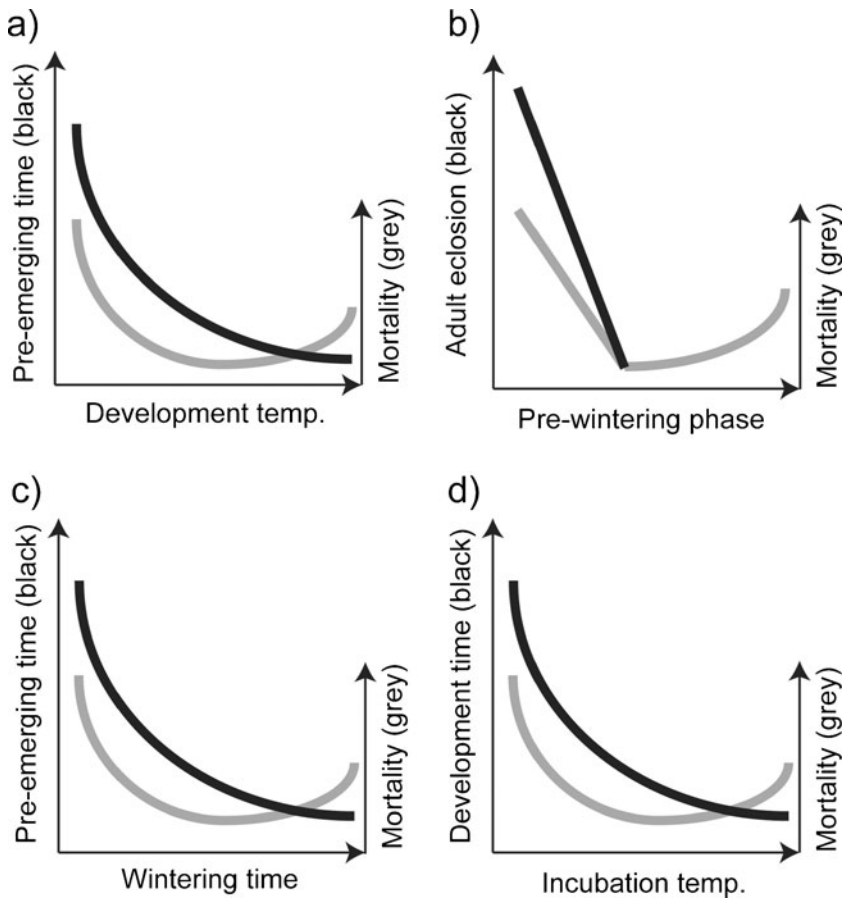 a)
Pre-emerging time (black)
Mortality (grey)
Development temp.
b)
Adult eclosion (black)
Mortality (grey)
Pre-wintering phase
c)
Pre-emerging time (black)
Mortality (grey)
Wintering time
d)
Development time (black)
Mortality (grey)
Incubation temp.